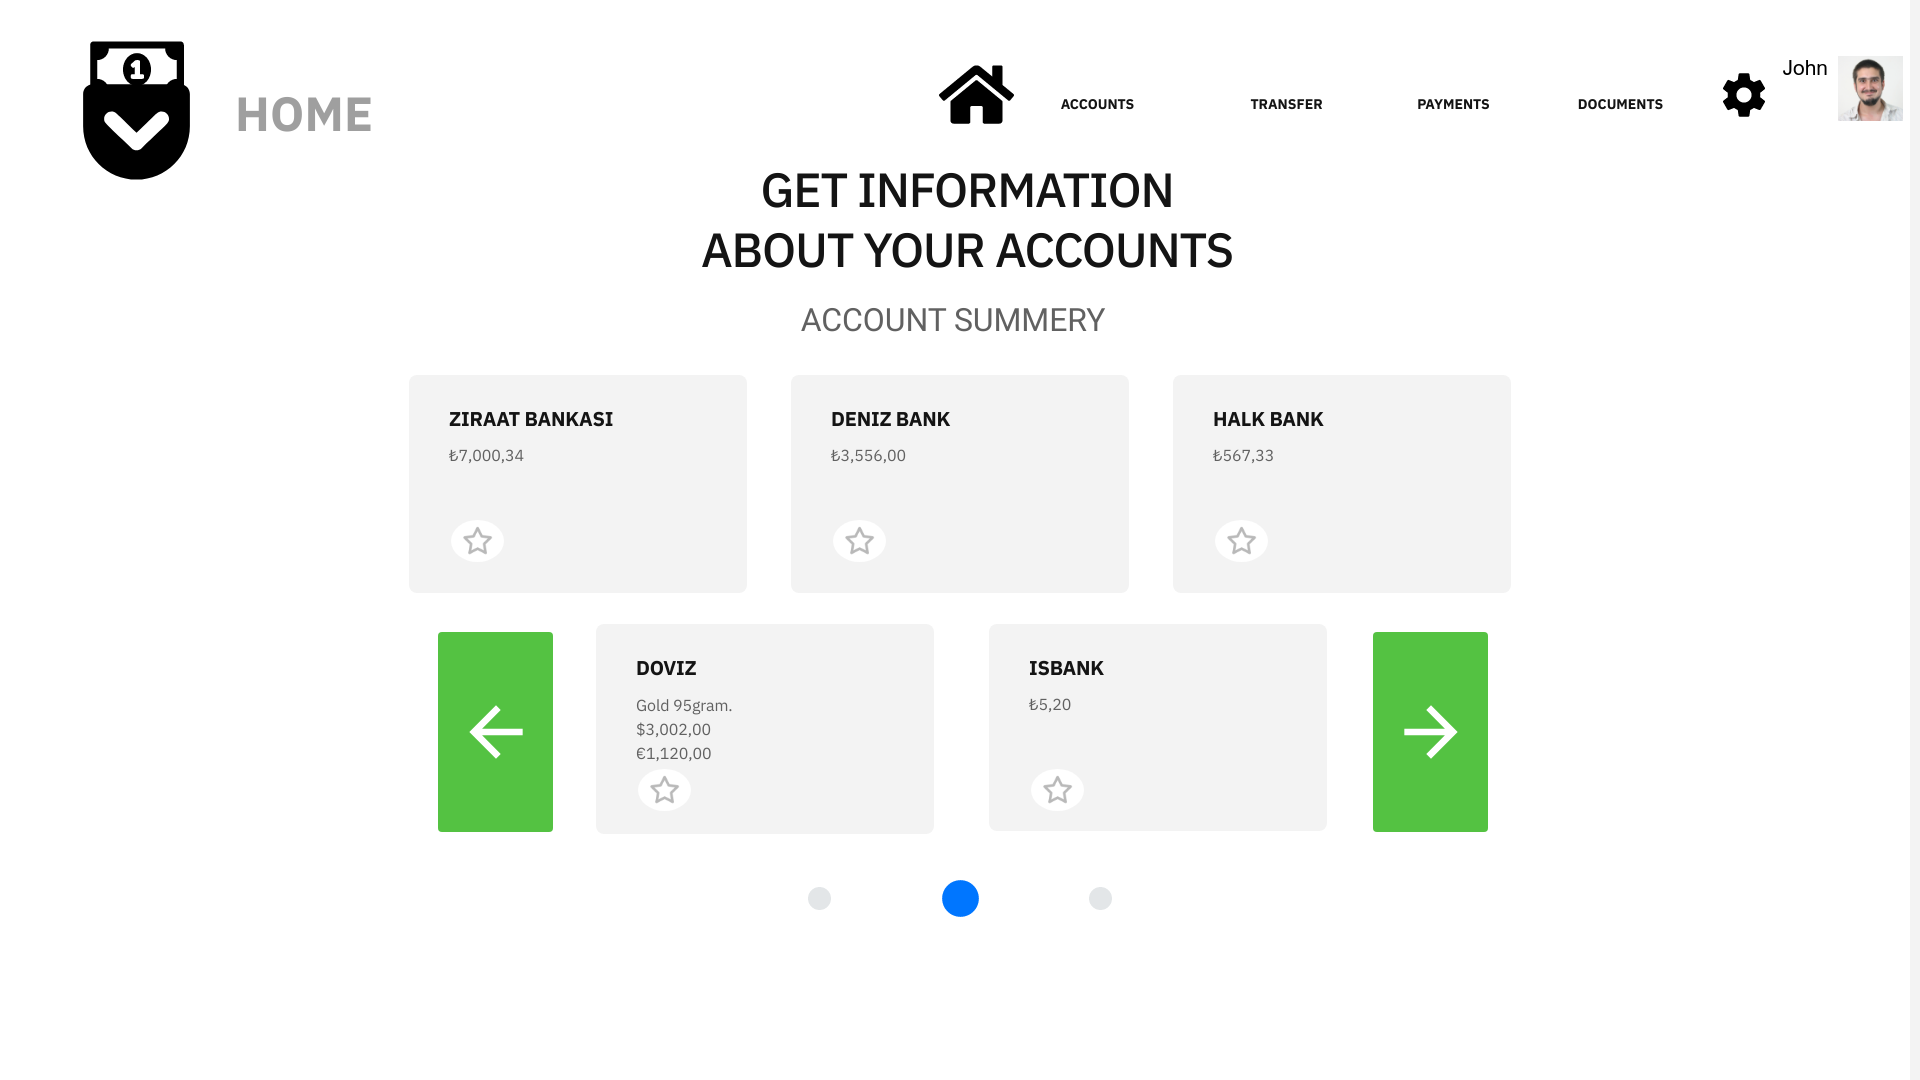 1
HOME
ACCOUNTS
TRANSFER
PAYMENTS
DOCUMENTS
John
GET INFORMATION
ABOUT YOUR ACCOUNTS
ACCOUNT SUMMERY
ZIRAAT BANKASI
₺7,000,34
DENIZ BANK
₺3,556,00
HALK BANK
₺567,33
DOVIZ
Gold 95gram.
$3,002,00
€1,120,00
ISBANK
₺5,20